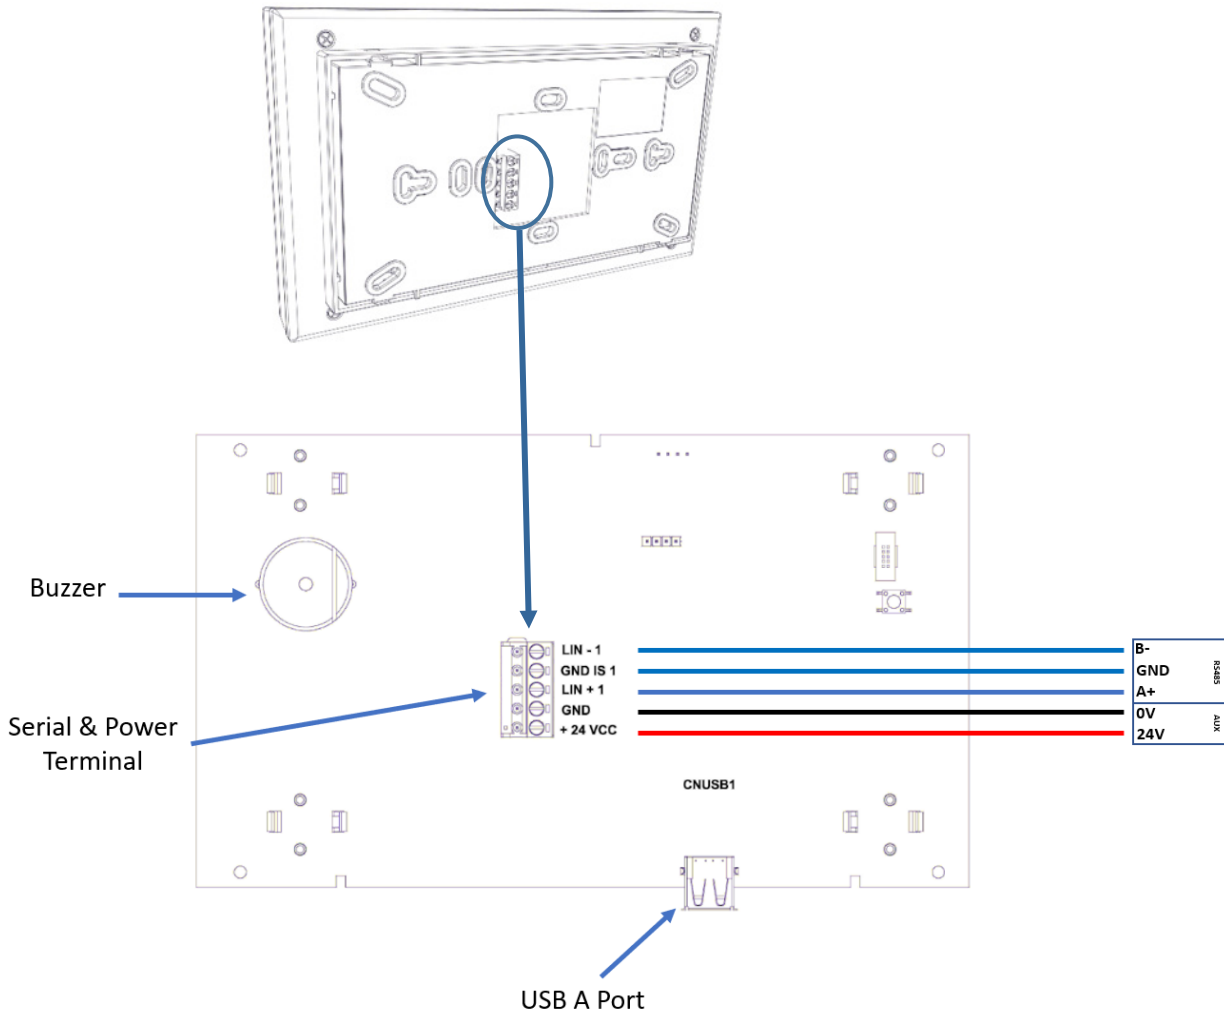 Buzzer
LIN - 1
GND IS 1
LIN + 1
GND
+ 24 VCC
B-
GND
A+
0V
24V
RS485
AUX
Serial & Power
Terminal
CNUSB1
USB A Port